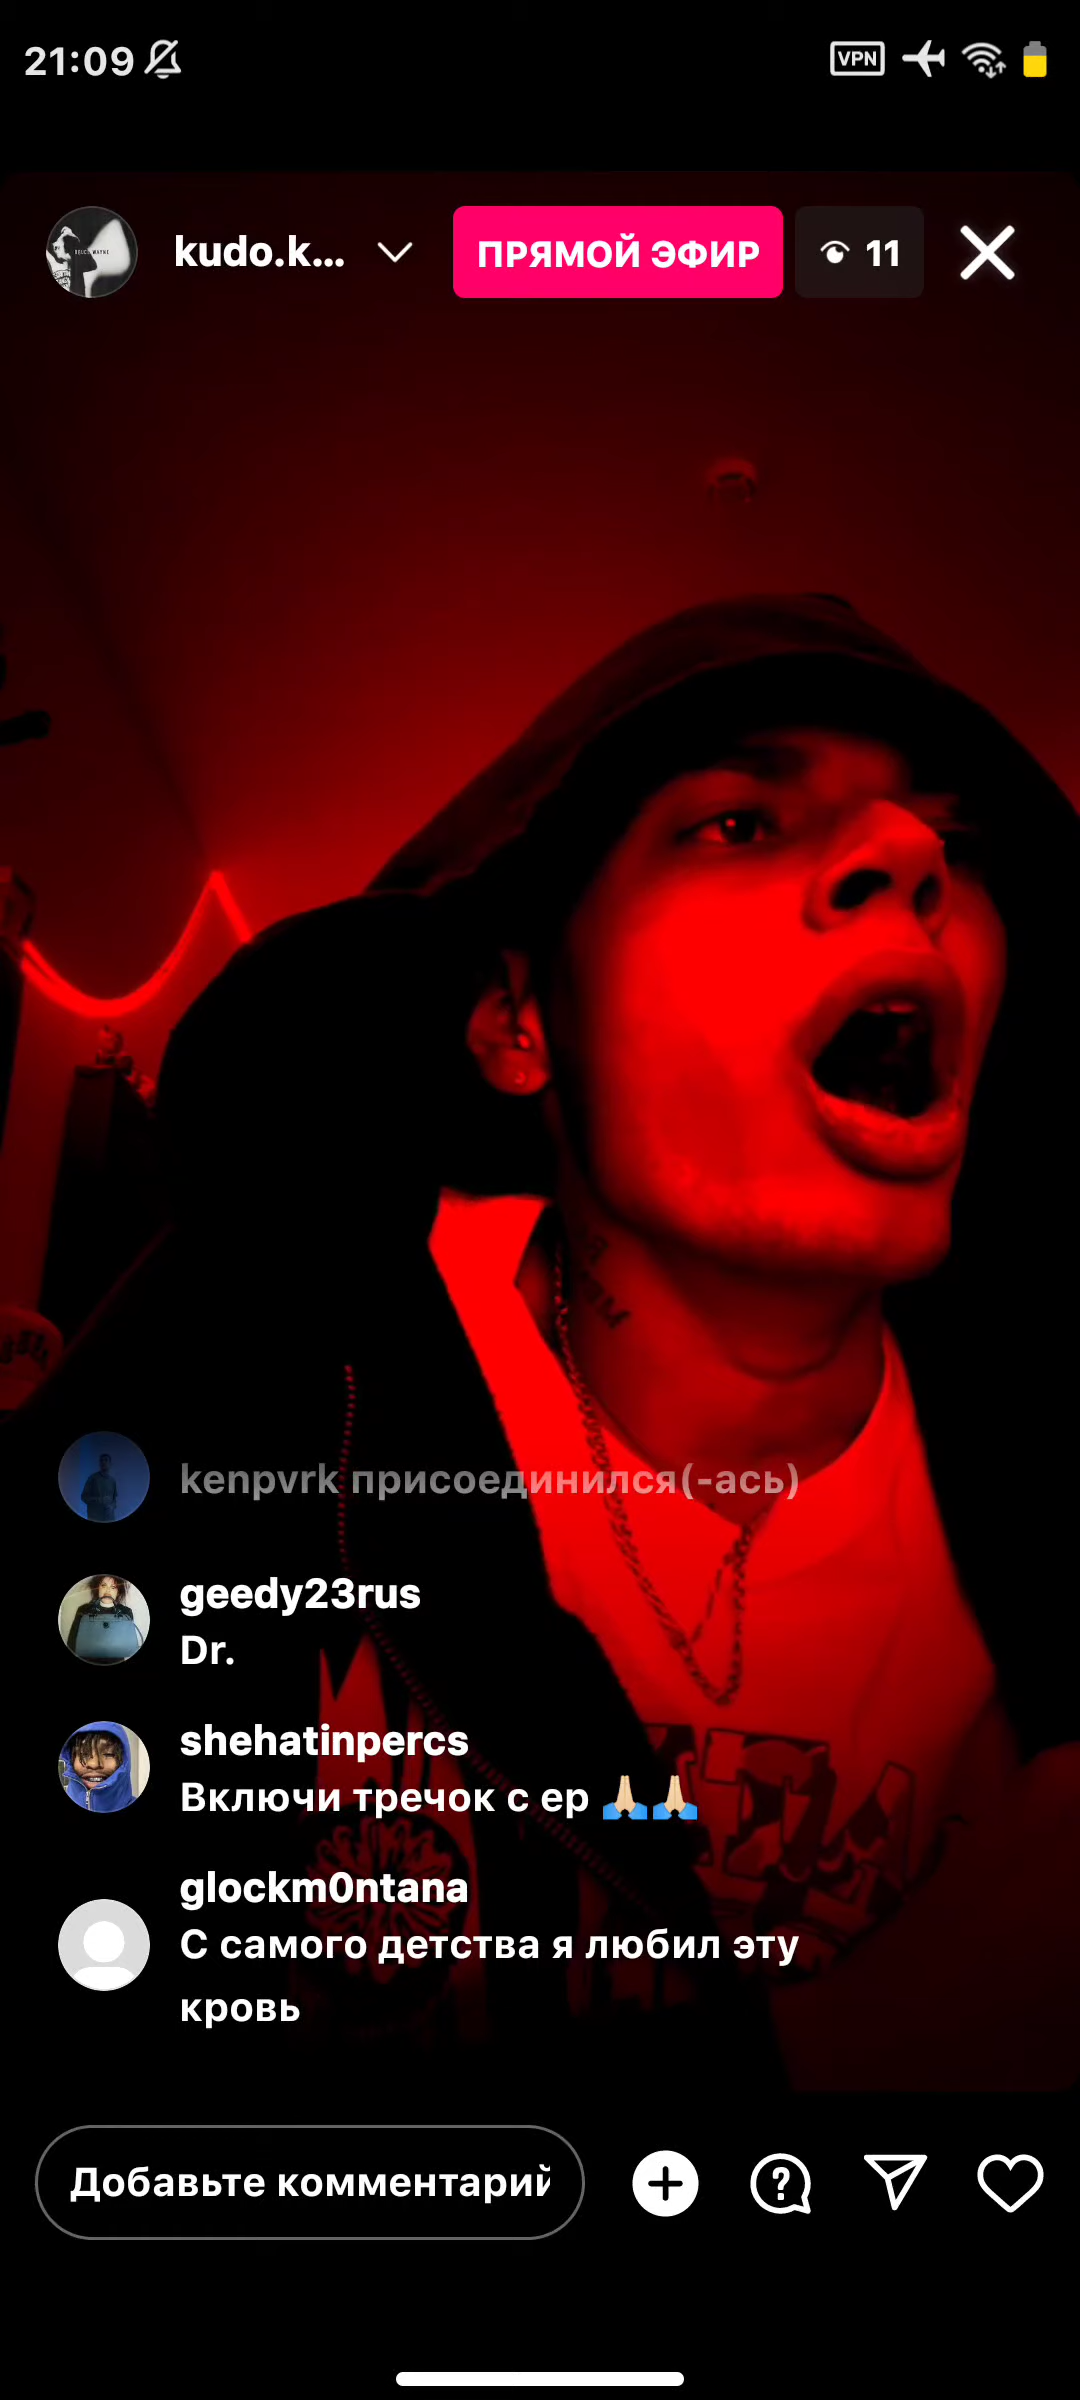 21:09
VPN
kudo.k...
ПРЯМОЙ ЭФИР
11
kenpvrk присоединился(-ась)
geedy23rus
Dr.
shehatinpercs
Включи тречок с ер 🙏🏻🙏🏻
glockm0ntana
С самого детства я любил эту
кровь
Добавьте комментарий